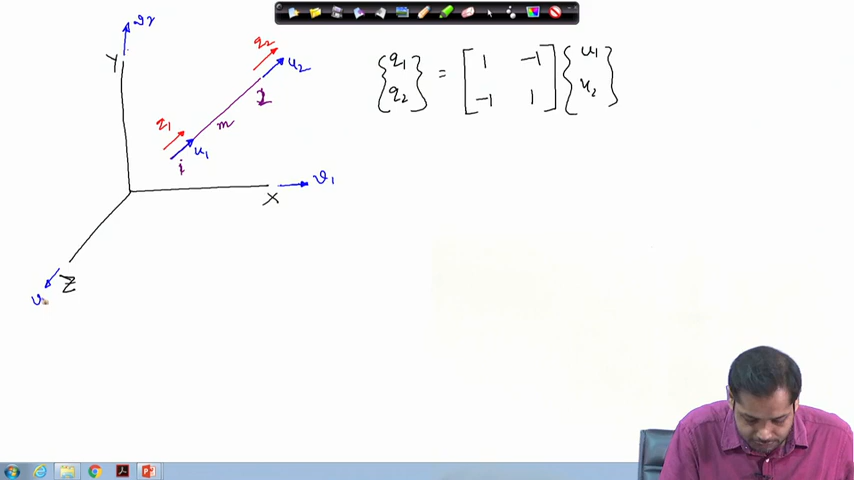 v2
Y
q2
u2
2
q1
m
u1
i
v1
X
Z
v
{q1 q2} = [1 -1 -1 1] {u1 u2}